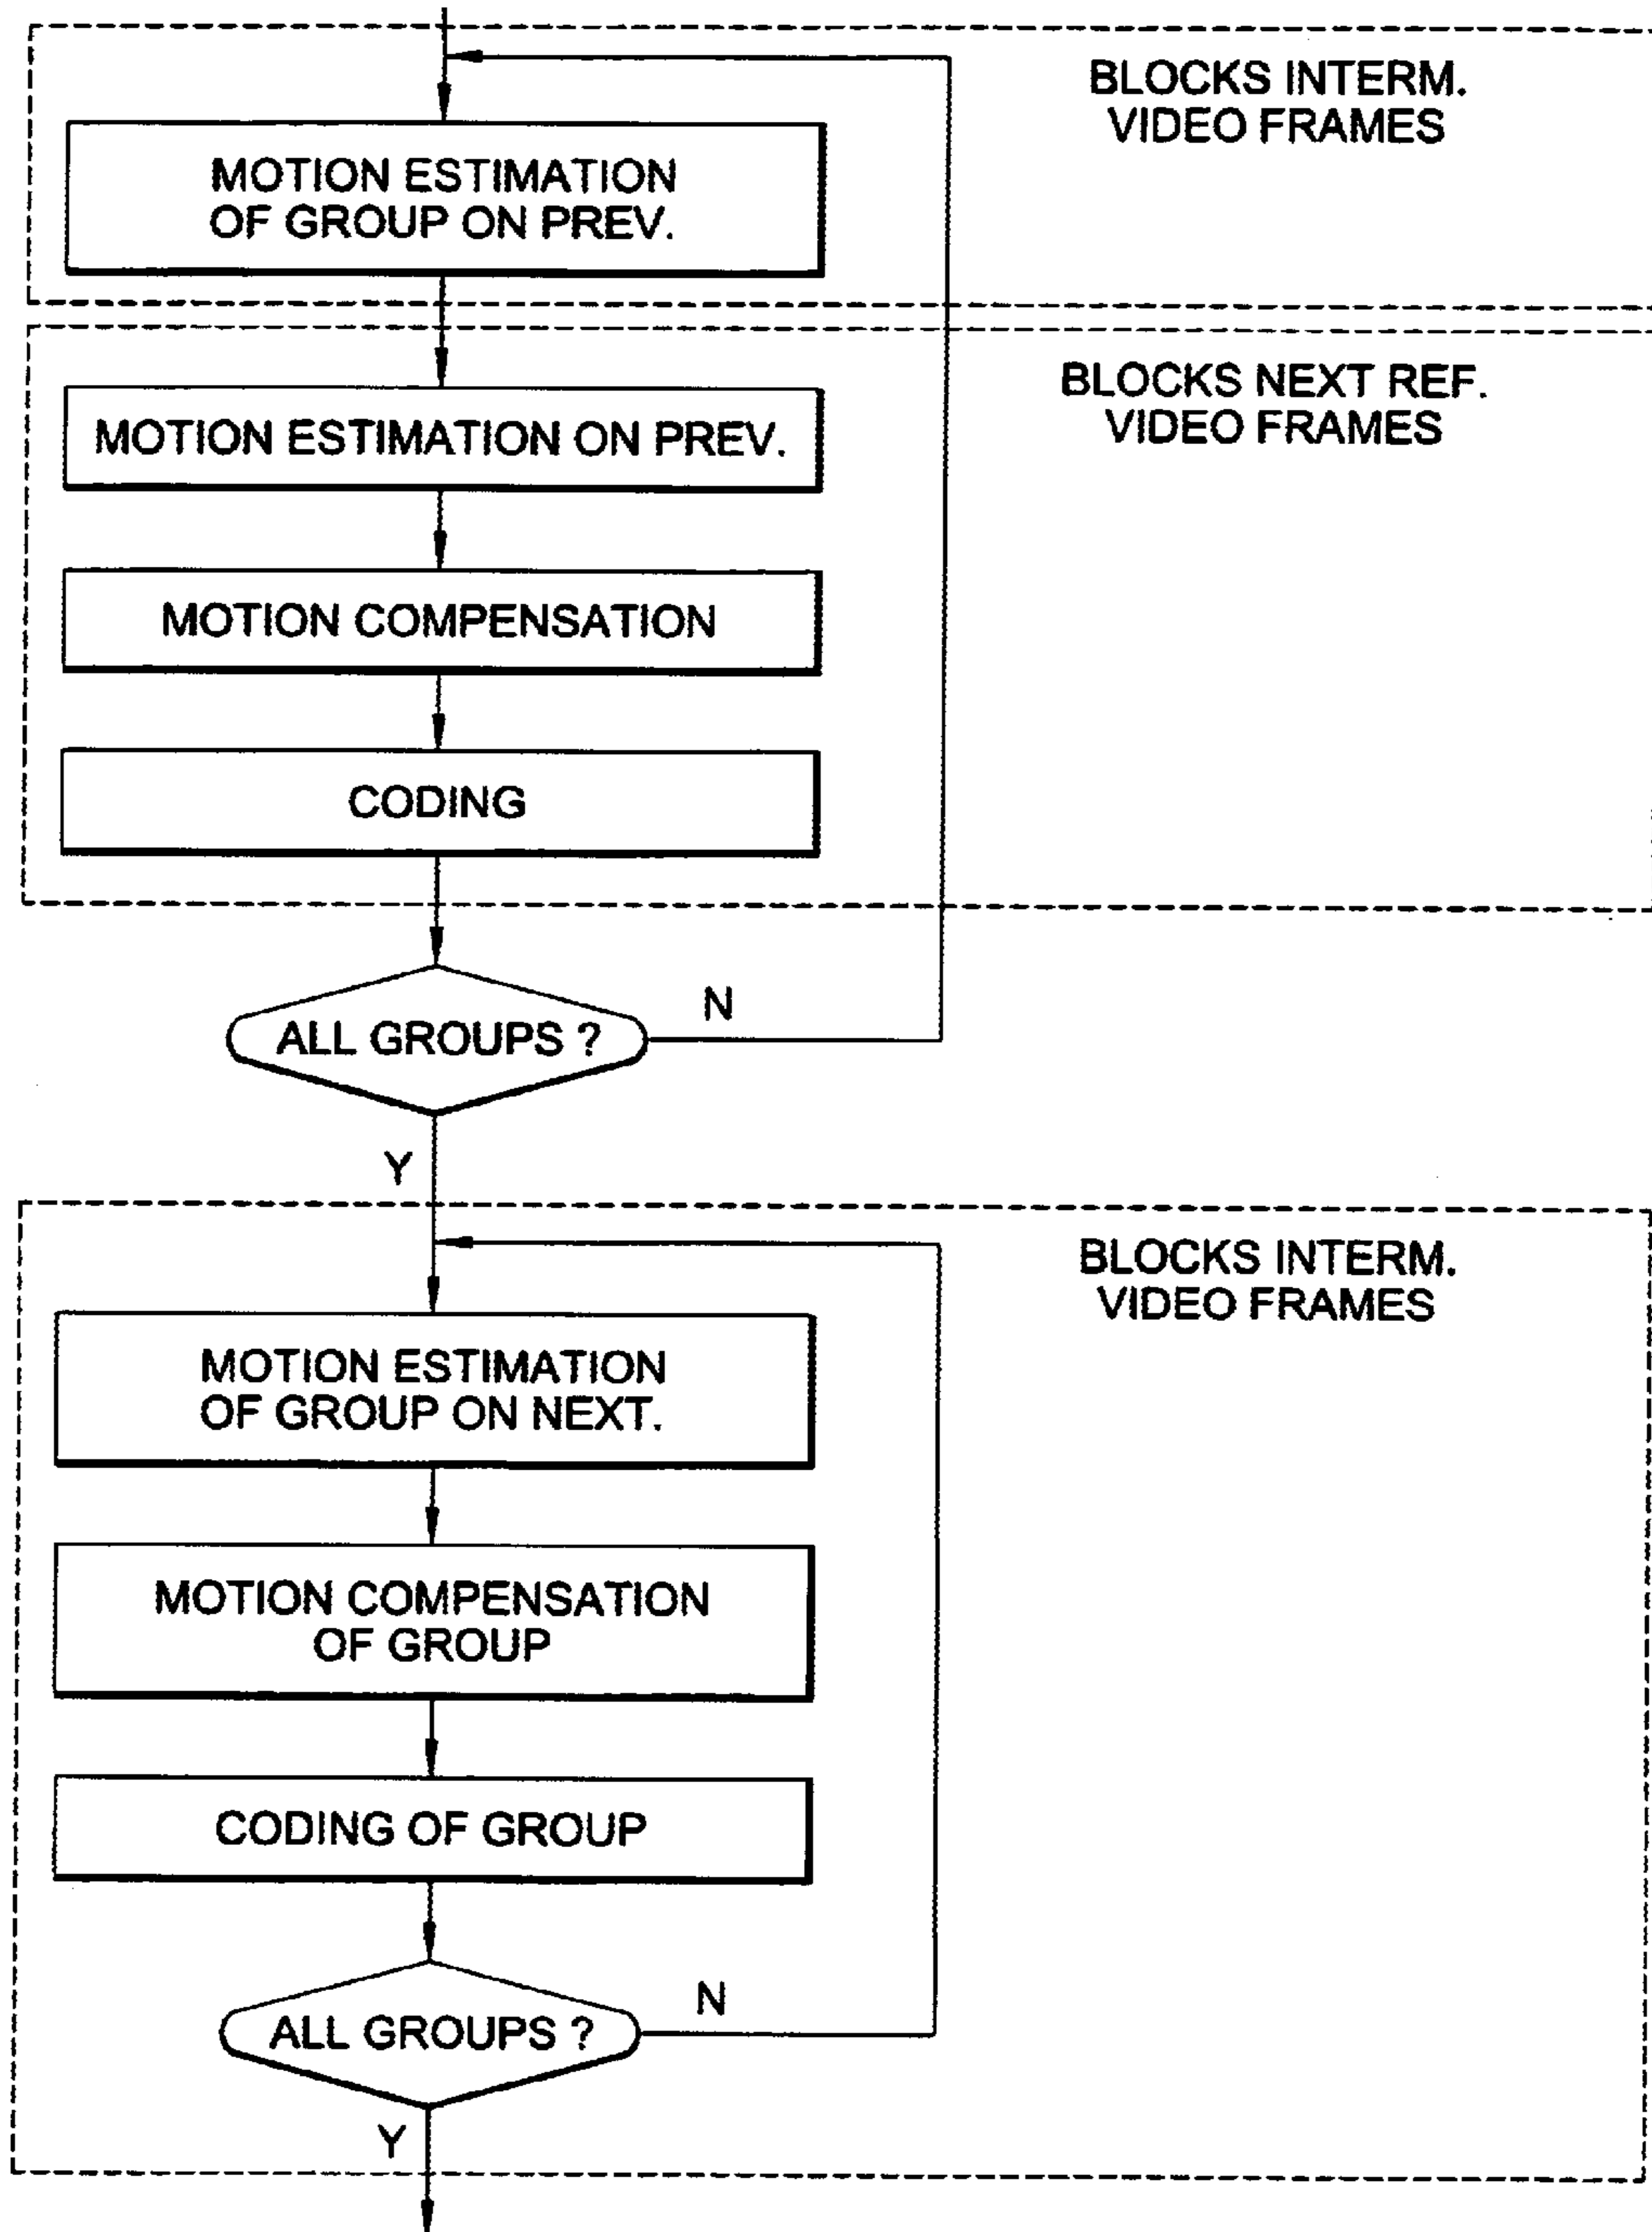 BLOCKS INTERM.
VIDEO FRAMES
MOTION ESTIMATION
OF GROUP ON PREV.
BLOCKS NEXT REF.
VIDEO FRAMES
MOTION ESTIMATION ON PREV.
MOTION COMPENSATION
CODING
ALL GROUPS ?
N
Y
BLOCKS INTERM.
VIDEO FRAMES
MOTION ESTIMATION
OF GROUP ON NEXT.
MOTION COMPENSATION
OF GROUP
CODING OF GROUP
ALL GROUPS ?
N
Y